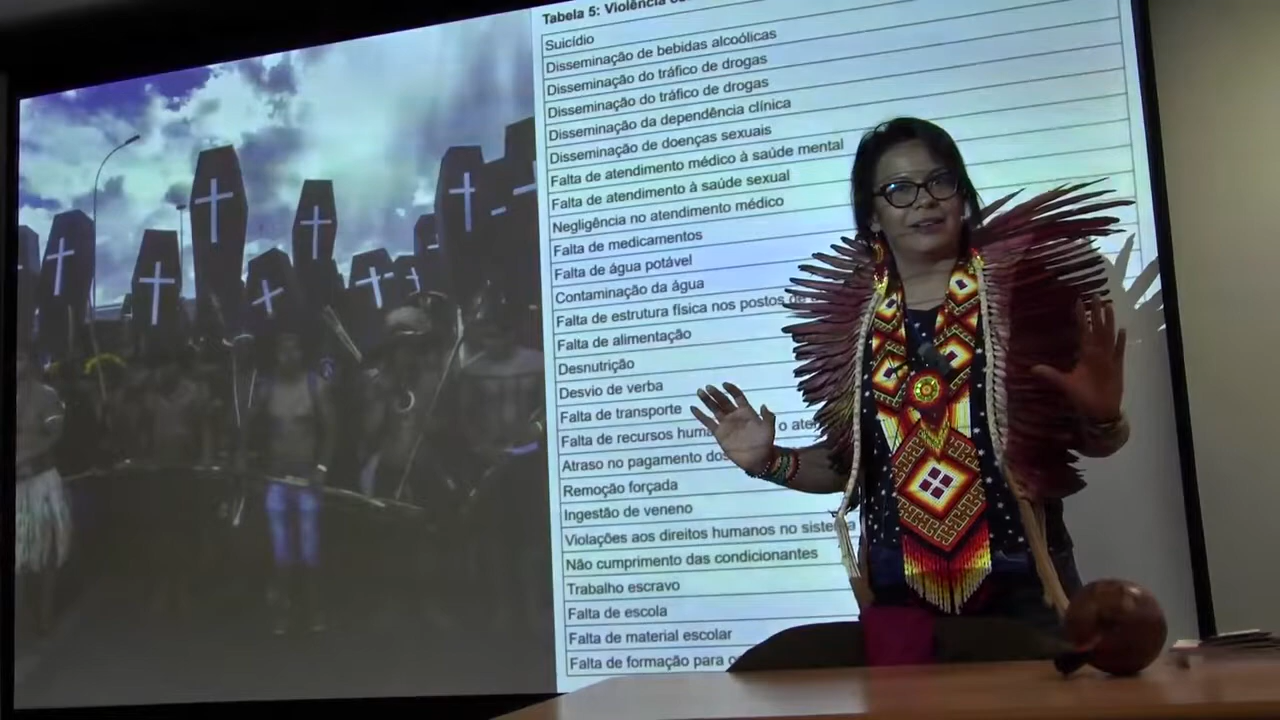 Tabela 5: Violência
Suicídio
Disseminação de bebidas alcoólicas
Disseminação do tráfico de drogas
Disseminação do tráfico de drogas
Disseminação da dependência clínica
Disseminação de doenças sexuais
Falta de atendimento médico à saúde mental
Falta de atendimento à saúde sexual
Negligência no atendimento médico
Falta de medicamentos
Falta de água potável
Contaminação da água
Falta de estrutura física nos postos de
Falta de alimentação
Desnutrição
Desvio de verba
Falta de transporte
Falta de recursos huma o ate
Atraso no pagamento dos
Remoção forçada
Ingestão de veneno
Violações aos direitos humanos no sistema
Não cumprimento das condicionantes
Trabalho escravo
Falta de escola
Falta de material escolar
Falta de formação para